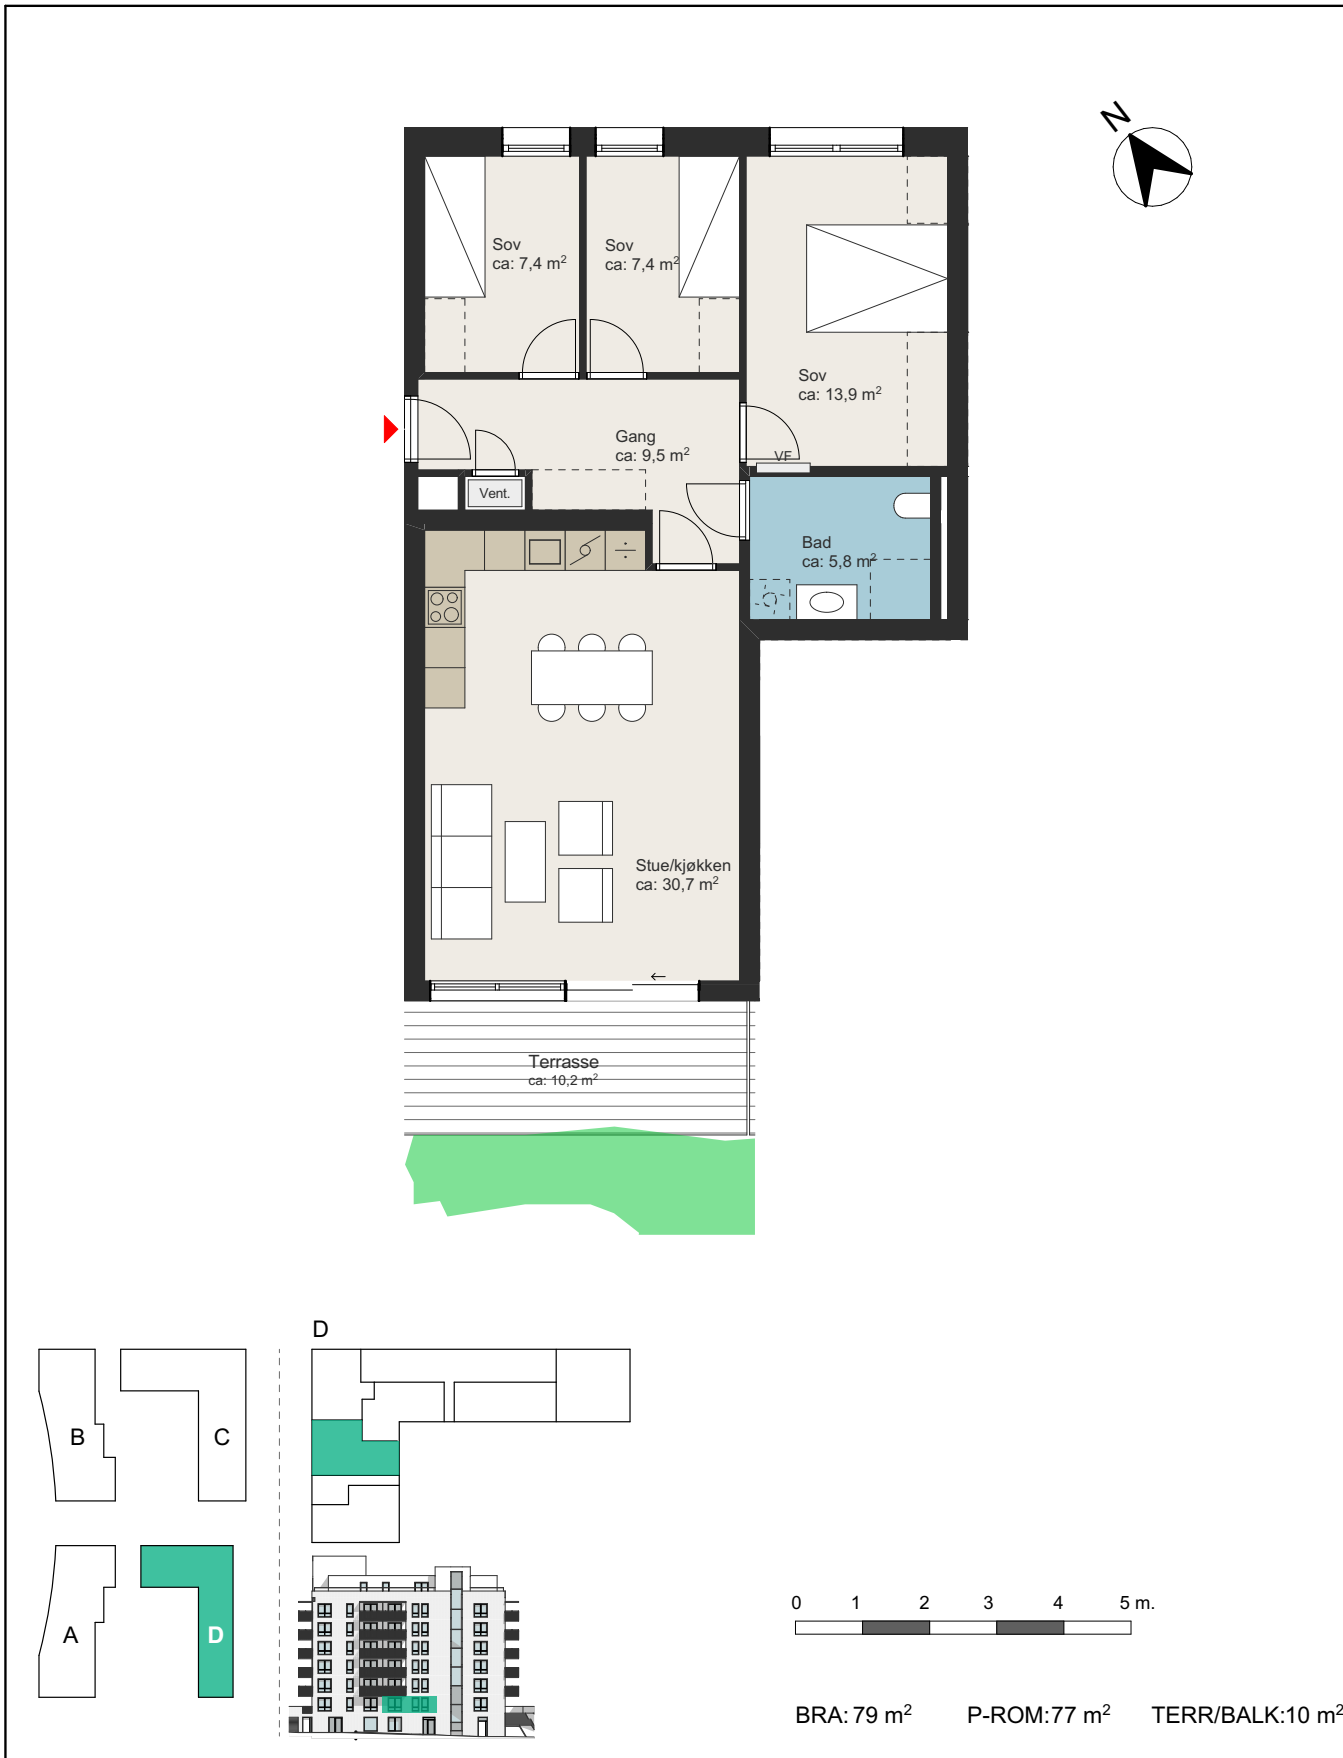 N
Sov
ca: 7,4 m²
Sov
ca: 7,4 m²
Sov
ca: 13,9 m²
Gang
ca: 9,5 m²
VF
Vent.
Bad
ca: 5,8 m²
Stue/kjøkken
ca: 30,7 m²
Terrasse
ca: 10,2 m²
D
B
C
A
D
0 1 2 3 4 5 m.
BRA: 79 m² P-ROM:77 m² TERR/BALK:10 m²